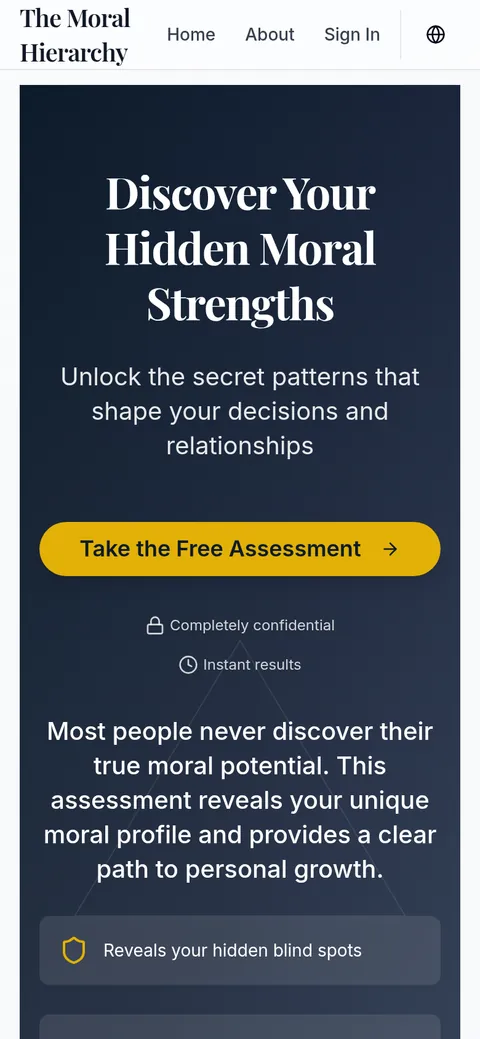 The Moral
Hierarchy
Home
About
Sign In
Discover Your
Hidden Moral
Strengths
Unlock the secret patterns that
shape your decisions and
relationships
Take the Free Assessment
Completely confidential
Instant results
Most people never discover their
true moral potential. This
assessment reveals your unique
moral profile and provides a clear
path to personal growth.
Reveals your hidden blind spots